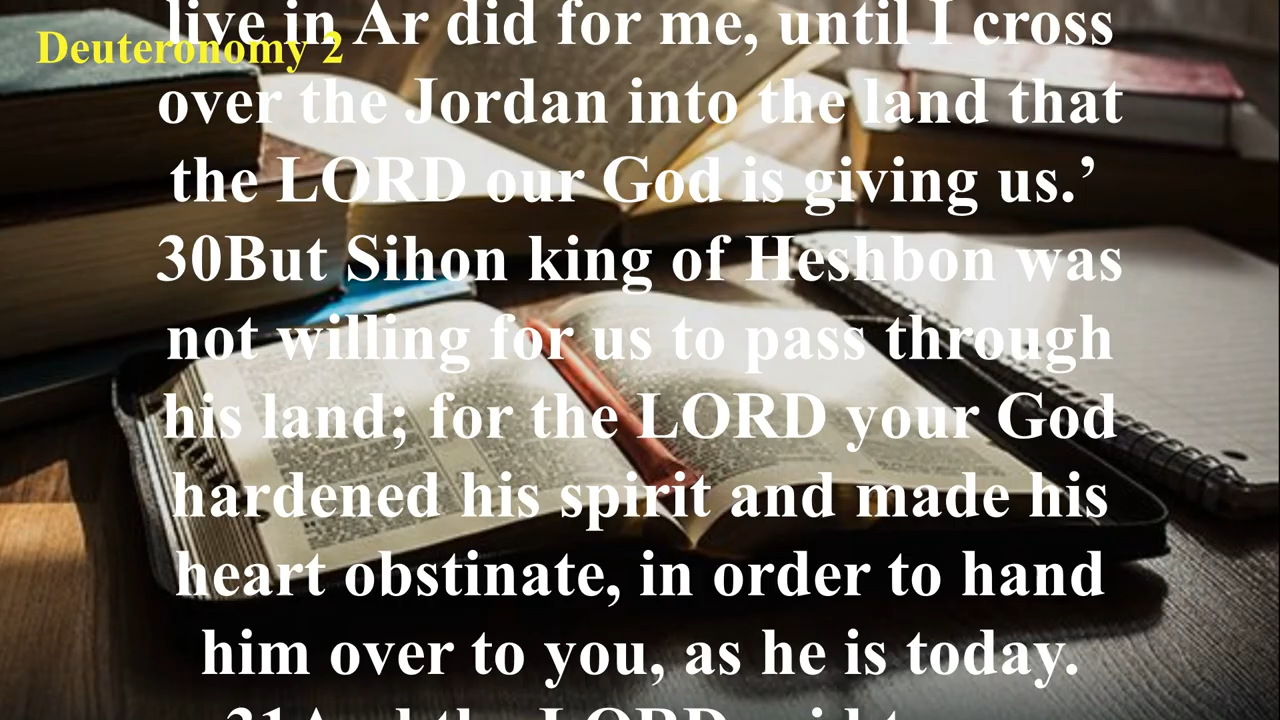 Deuteronomy 2
live in Ar did for me, until I cross
over the Jordan into the land that
the LORD our God is giving us.’
30But Sihon king of Heshbon was
not willing for us to pass through
his land; for the LORD your God
hardened his spirit and made his
heart obstinate, in order to hand
him over to you, as he is today.
31And the LORD said to